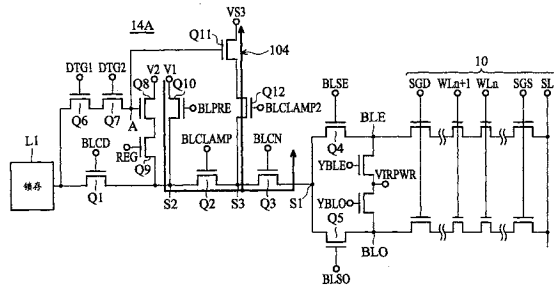 14A
VS3
Q11
104
10
DTG1
DTG2
V2
V1
Q8
Q10
Q12
BLPRE
BLCLAMP2
Q6
Q7
A
BLSE
BLE
SGD
WLn+1
WLn
SGS
SL
L1
锁存
BLCD
REG
Q9
BLCLAMP
BLCN
Q4
YBLE
VIRPWR
YBLO
Q1
S2
Q2
S3
Q3
S1
Q5
BLO
BLSO